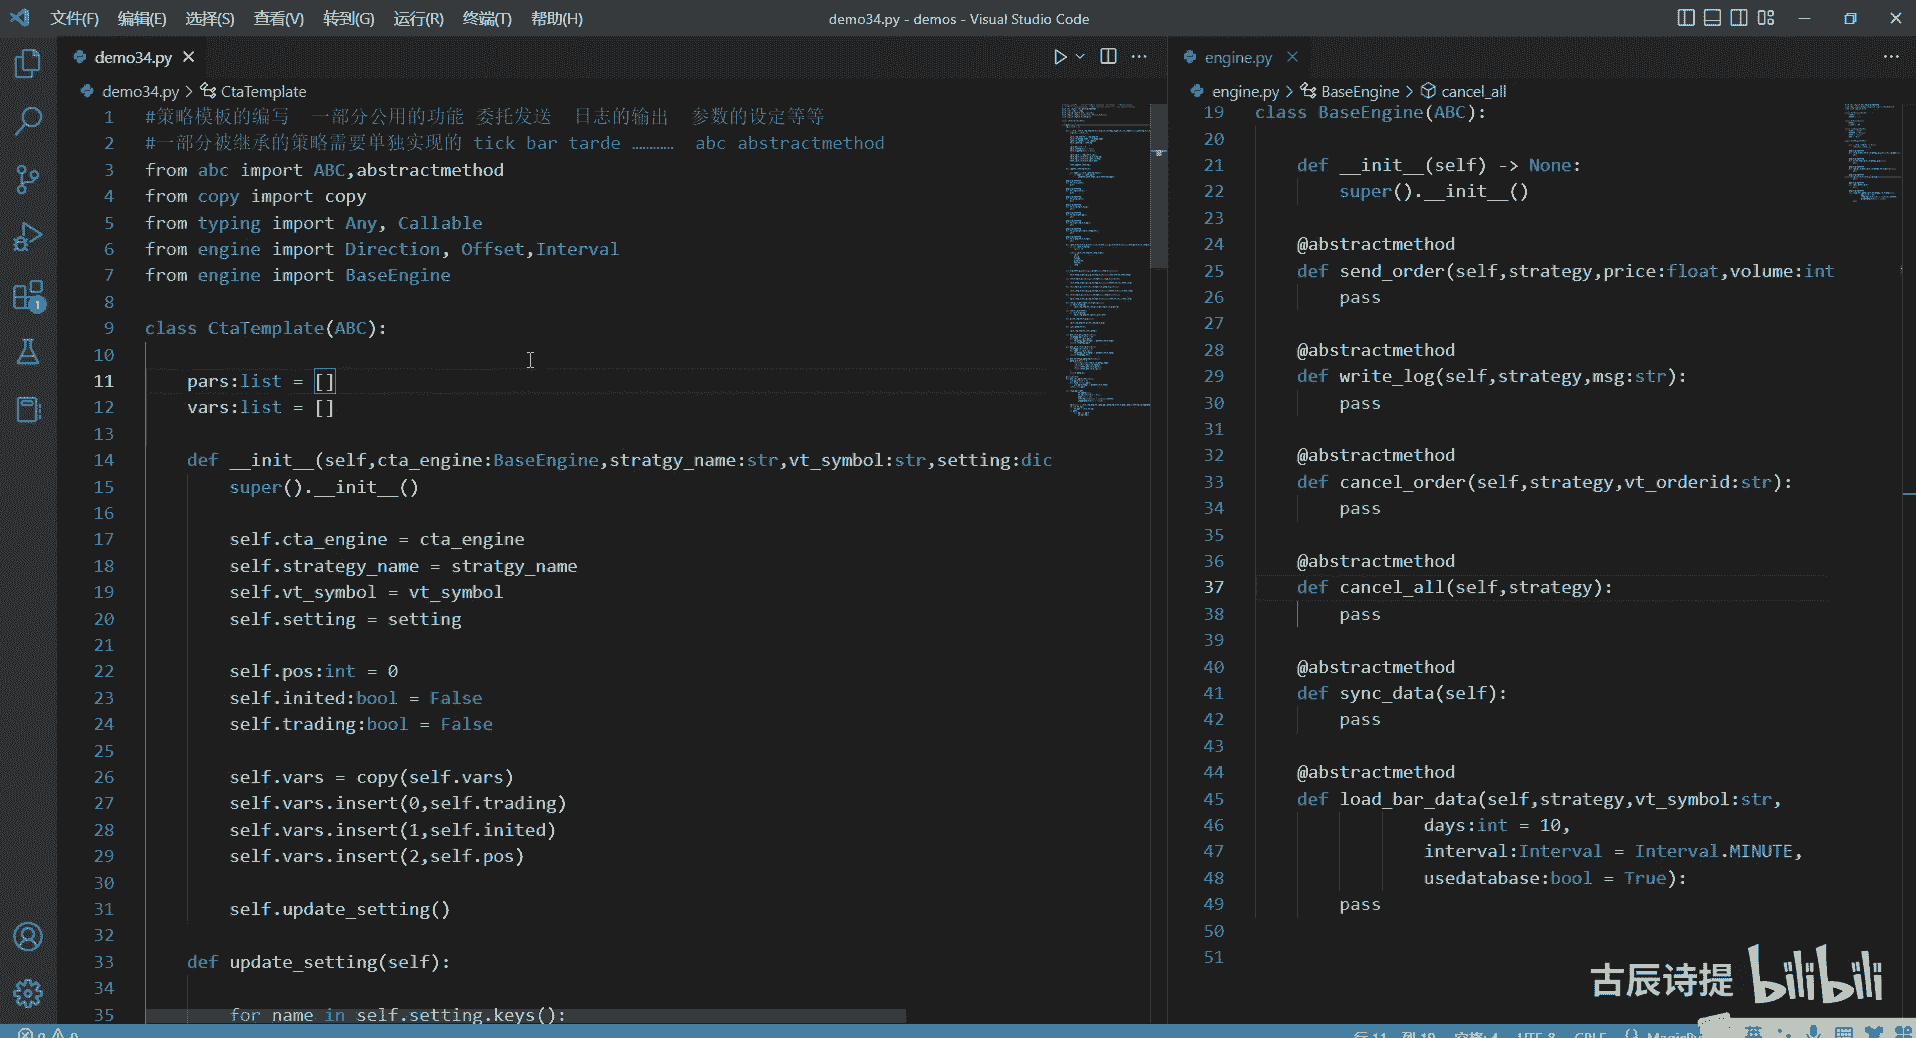 文件(F) 编辑(E) 选择(S) 查看(V) 转到(G) 运行(R) 终端(T) 帮助(H)
demo34.py - demos - Visual Studio Code
demo34.py
demo34.py > CtaTemplate
1 #策略模板的编写 一部分公用的功能 委托发送 日志的输出 参数的设定等等
2 #一部分被继承的策略需要单独实现的 tick bar tarde ………… abc abstractmethod
3 from abc import ABC,abstractmethod
4 from copy import copy
5 from typing import Any, Callable
6 from engine import Direction, Offset,Interval
7 from engine import BaseEngine
8
9 class CtaTemplate(ABC):
10
11 pars:list = []
12 vars:list = []
13
14 def __init__(self,cta_engine:BaseEngine,stratgy_name:str,vt_symbol:str,setting:dic
15 super().__init__()
16
17 self.cta_engine = cta_engine
18 self.strategy_name = stratgy_name
19 self.vt_symbol = vt_symbol
20 self.setting = setting
21
22 self.pos:int = 0
23 self.inited:bool = False
24 self.trading:bool = False
25
26 self.vars = copy(self.vars)
27 self.vars.insert(0,self.trading)
28 self.vars.insert(1,self.inited)
29 self.vars.insert(2,self.pos)
30
31 self.update_setting()
32
33 def update_setting(self):
34
35 for name in self.setting.keys():
engine.py
engine.py > BaseEngine > cancel_all
19 class BaseEngine(ABC):
20
21 def __init__(self) -> None:
22 super().__init__()
23
24 @abstractmethod
25 def send_order(self,strategy,price:float,volume:int
26 pass
27
28 @abstractmethod
29 def write_log(self,strategy,msg:str):
30 pass
31
32 @abstractmethod
33 def cancel_order(self,strategy,vt_orderid:str):
34 pass
35
36 @abstractmethod
37 def cancel_all(self,strategy):
38 pass
39
40 @abstractmethod
41 def sync_data(self):
42 pass
43
44 @abstractmethod
45 def load_bar_data(self,strategy,vt_symbol:str,
46 days:int = 10,
47 interval:Interval = Interval.MINUTE,
48 usedatabase:bool = True):
49 pass
50
51
1
古辰诗提 bilibili